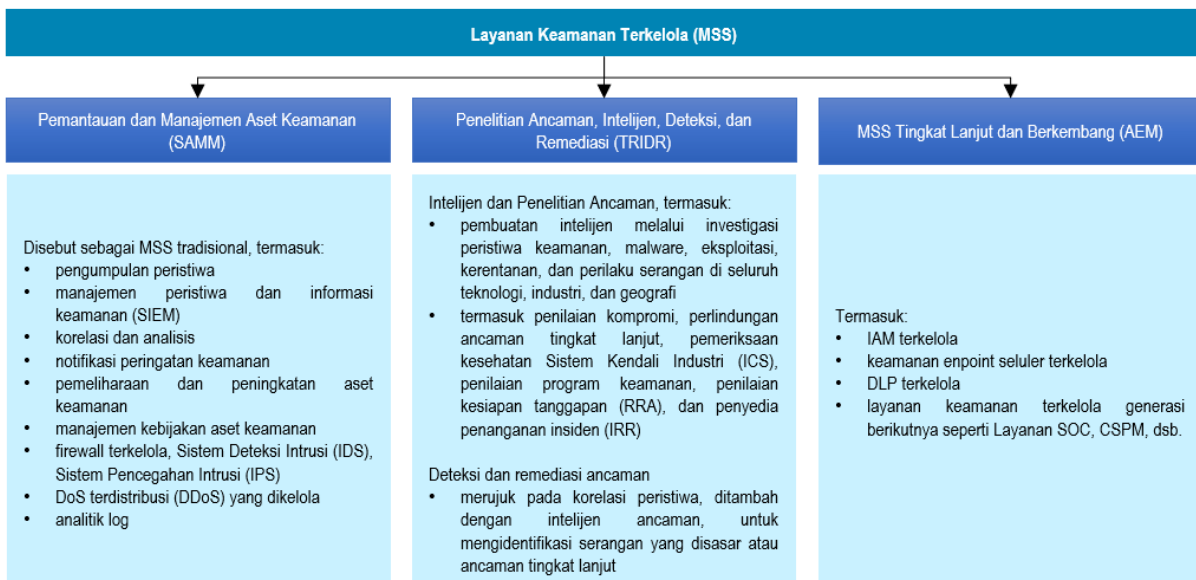 Layanan Keamanan Terkelola (MSS)
Pemantauan dan Manajemen Aset Keamanan
(SAMM)
Disebut sebagai MSS tradisional, termasuk:
• pengumpulan peristiwa
• manajemen peristiwa dan informasi
keamanan (SIEM)
• korelasi dan analisis
• notifikasi peringatan keamanan
• pemeliharaan dan peningkatan aset
keamanan
• manajemen kebijakan aset keamanan
• firewall terkelola, Sistem Deteksi Intrusi (IDS),
Sistem Pencegahan Intrusi (IPS)
• DoS terdistribusi (DDoS) yang dikelola
• analitik log
Penelitian Ancaman, Intelijen, Deteksi, dan
Remediasi (TRIDR)
Intelijen dan Penelitian Ancaman, termasuk:
• pembuatan intelijen melalui investigasi
peristiwa keamanan, malware, eksploitasi,
kerentanan, dan perilaku serangan di seluruh
teknologi, industri, dan geografi
• termasuk penilaian kompromi, perlindungan
ancaman tingkat lanjut, pemeriksaan
kesehatan Sistem Kendali Industri (ICS),
penilaian program keamanan, penilaian
kesiapan tanggapan (RRA), dan penyedia
penanganan insiden (IRR)
Deteksi dan remediasi ancaman
• merujuk pada korelasi peristiwa, ditambah
dengan intelijen ancaman, untuk
mengidentifikasi serangan yang disasar atau
ancaman tingkat lanjut
MSS Tingkat Lanjut dan Berkembang (AEM)
Termasuk:
• IAM terkelola
• keamanan enpoint seluler terkelola
• DLP terkelola
• layanan keamanan terkelola generasi
berikutnya seperti Layanan SOC, CSPM, dsb.